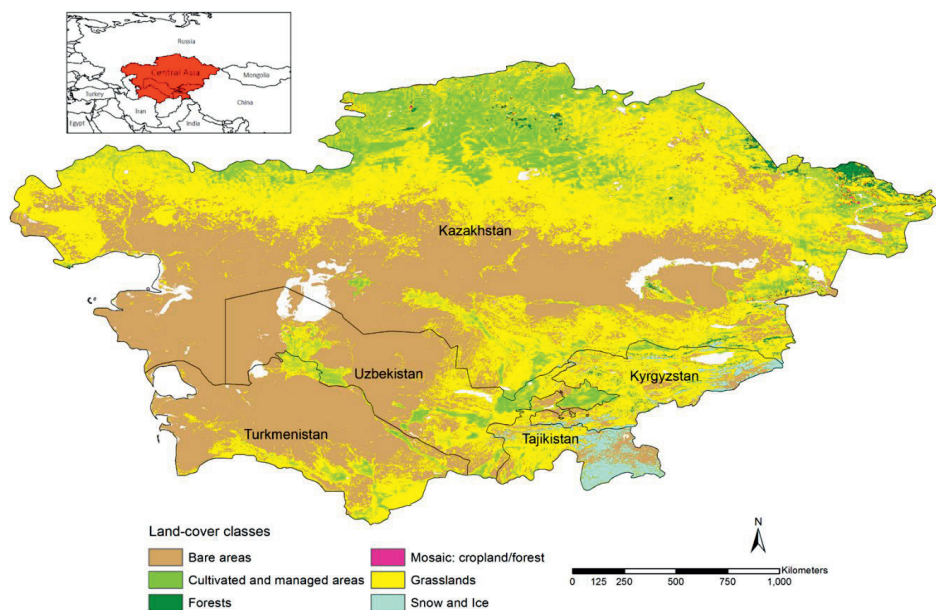 Russia
Central Asia
Mongolia
Turkey
China
Iran
Egypt
India
Kazakhstan
Uzbekistan
Kyrgyzstan
Turkmenistan
Tajikistan
Land-cover classes
Bare areas
Mosaic: cropland/forest
Cultivated and managed areas
Grasslands
Forests
Snow and Ice
N
Kilometers
0 125 250 500 750 1,000